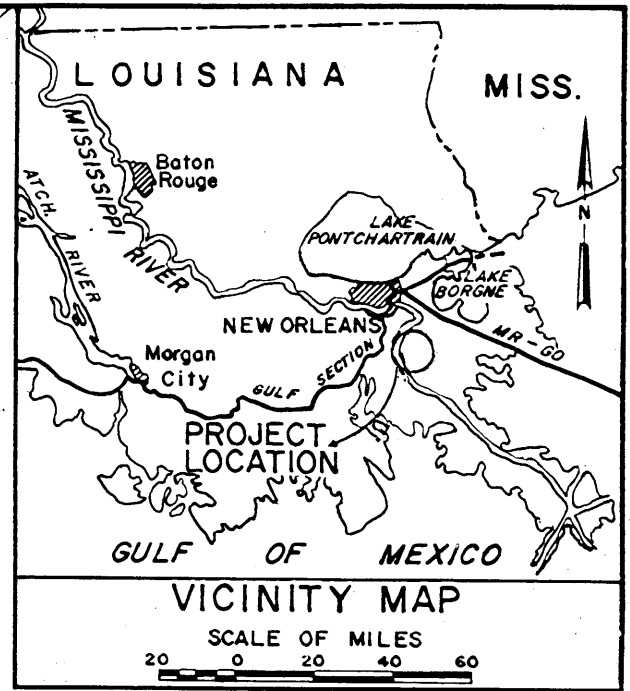 LOUISIANA
MISS.
MISSISSIPPI RIVER
Baton
Rouge
ATCH. RIVER
LAKE
PONTCHARTRAIN
N
LAKE
BORGNE
NEW ORLEANS
MR-GO
Morgan
City
GULF SECTION
PROJECT
LOCATION
GULF OF MEXICO
VICINITY MAP
SCALE OF MILES
20 0 20 40 60